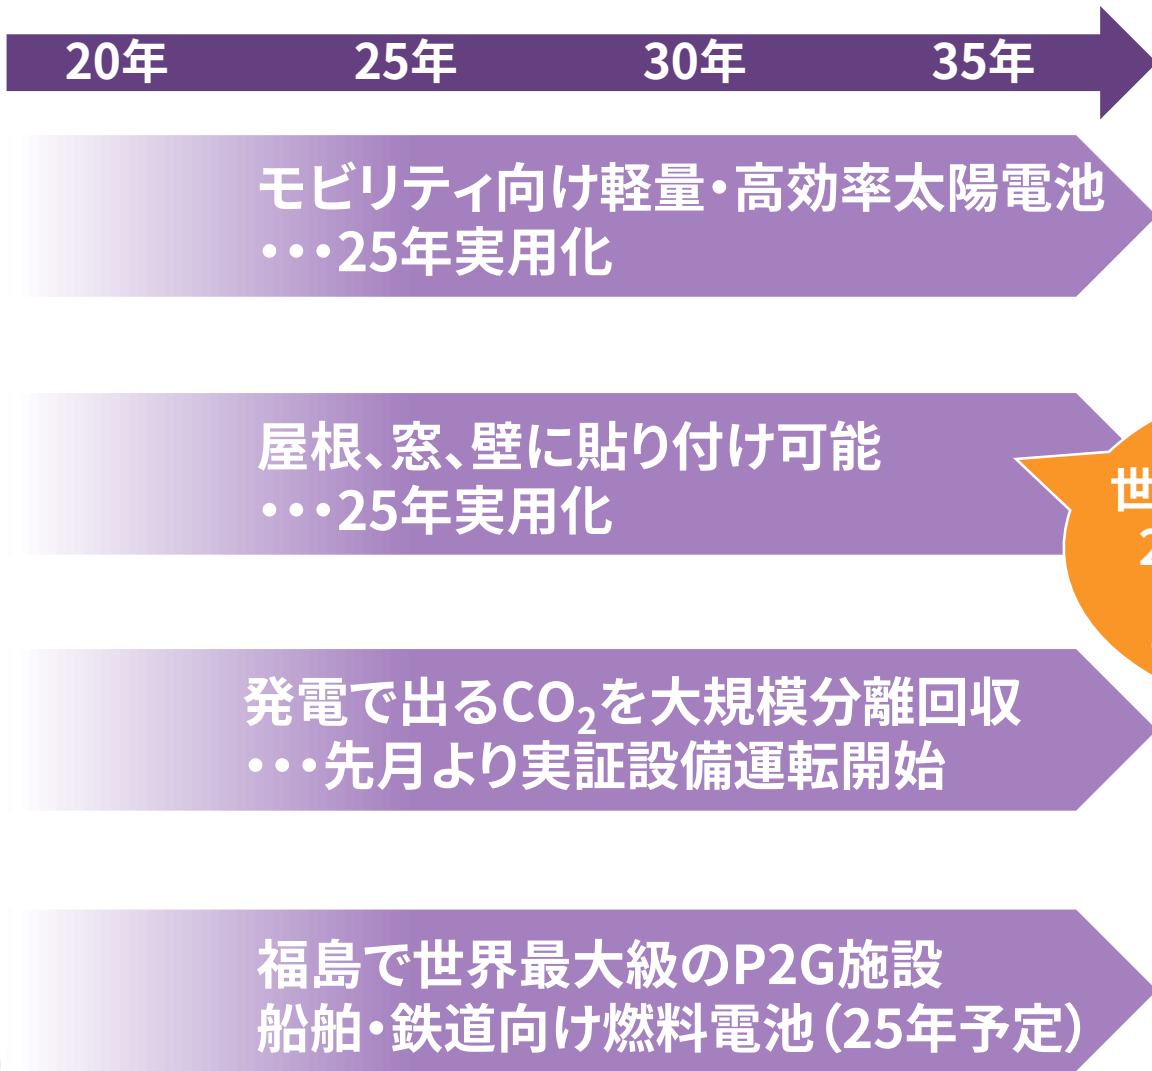 20年 25年 30年 35年
モビリティ向け軽量・高効率太陽電池
・・・25年実用化
屋根、窓、壁に貼り付け可能
・・・25年実用化
世
2
発電で出るCO₂を大規模分離回収
・・・先月より実証設備運転開始
福島で世界最大級のP2G施設
船舶・鉄道向け燃料電池（25年予定）